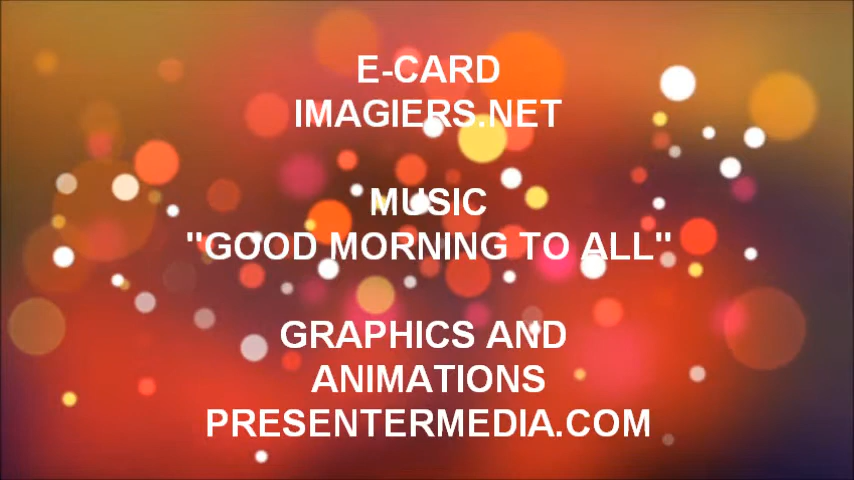 E-CARD
IMAGIERS.NET
MUSIC
"GOOD MORNING TO ALL"
GRAPHICS AND
ANIMATIONS
PRESENTERMEDIA.COM